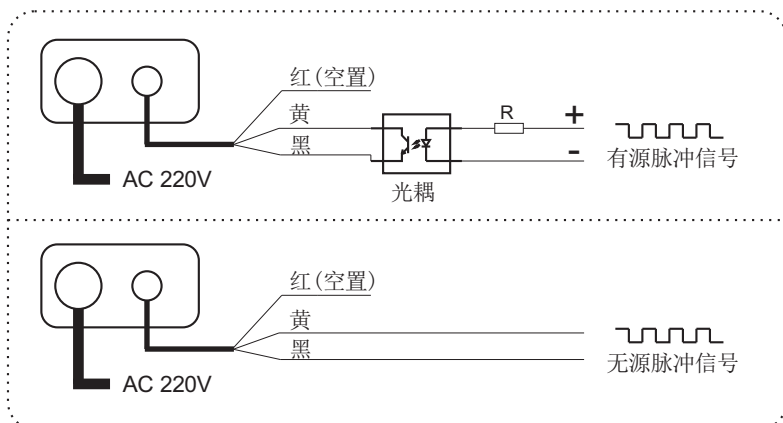 红(空置)
黄
黑
R
+
-
有源脉冲信号
光耦
AC 220V
红(空置)
黄
黑
无源脉冲信号
AC 220V